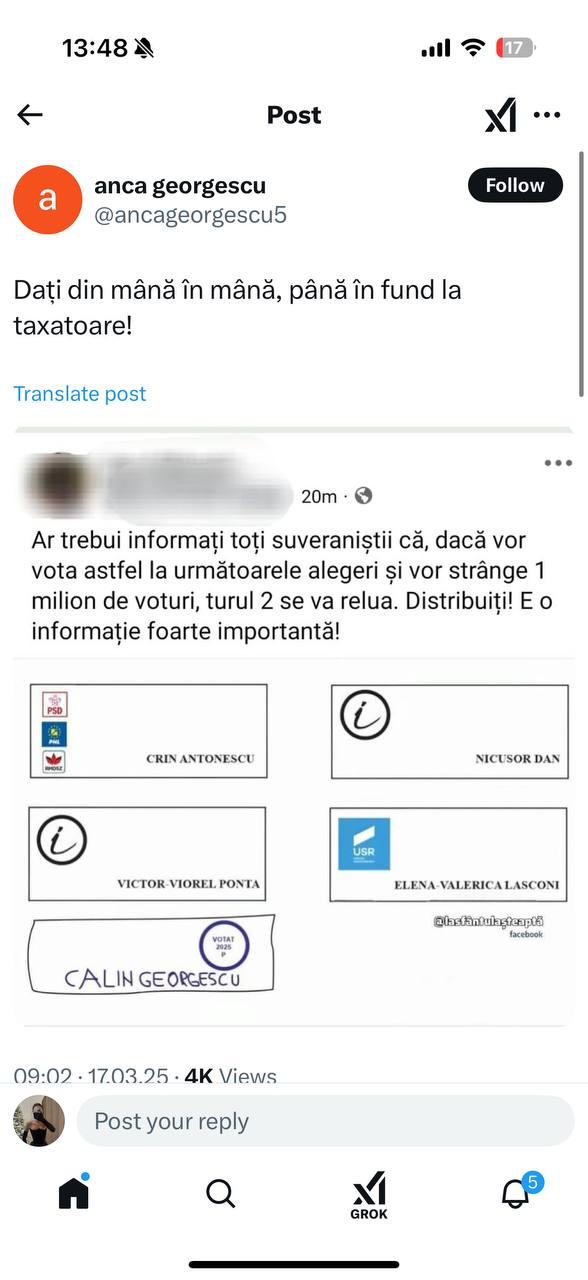 13:48
17
Post
anca georgescu
@ancageorgescu5
Follow
a
Dați din mână în mână, până în fund la
taxatoare!
Translate post
20m ·
Ar trebui informați toți suveraniștii că, dacă vor
vota astfel la următoarele alegeri și vor strânge 1
milion de voturi, turul 2 se va relua. Distribuiți! E o
informație foarte importantă!
PSD
PNL
RMDSZ
CRIN ANTONESCU
i
NICUSOR DAN
i
VICTOR-VIOREL PONTA
USR
ELENA-VALERICA LASCONI
VOTAT
2025
P
CALIN GEORGESCU
@lasfântulașteaptă
facebook
09:02 · 17.03.25 · 4K Views
Post your reply
GROK
5